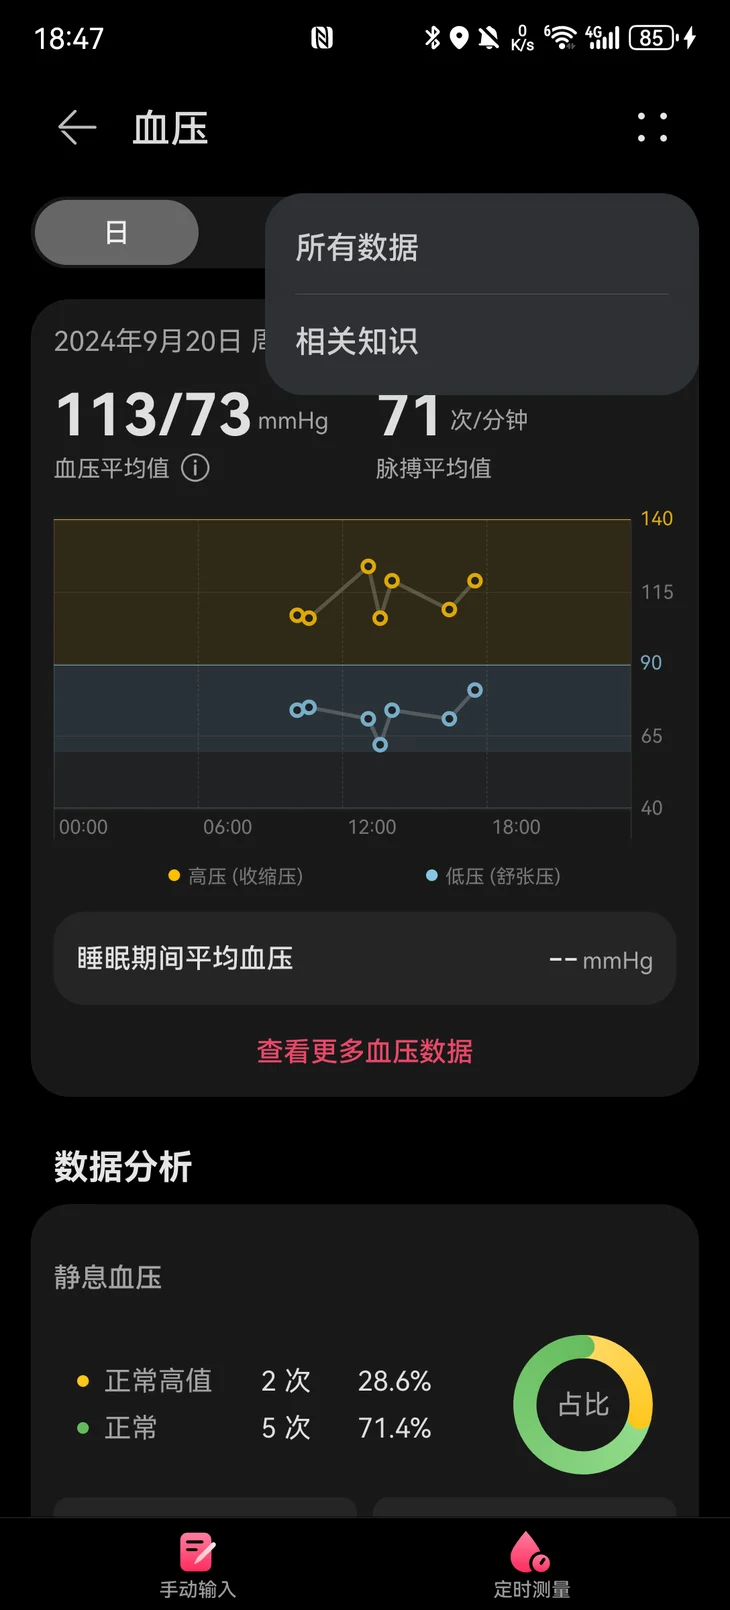 18:47
0 K/s
6
4G
85
血压
日
所有数据
相关知识
2024年9月20日
113/73 mmHg
71 次/分钟
血压平均值
脉搏平均值
140
115
90
65
40
00:00 06:00 12:00 18:00
高压 (收缩压) 低压 (舒张压)
睡眠期间平均血压 -- mmHg
查看更多血压数据
数据分析
静息血压
正常高值 2 次 28.6%
正常 5 次 71.4%
占比
手动输入 定时测量